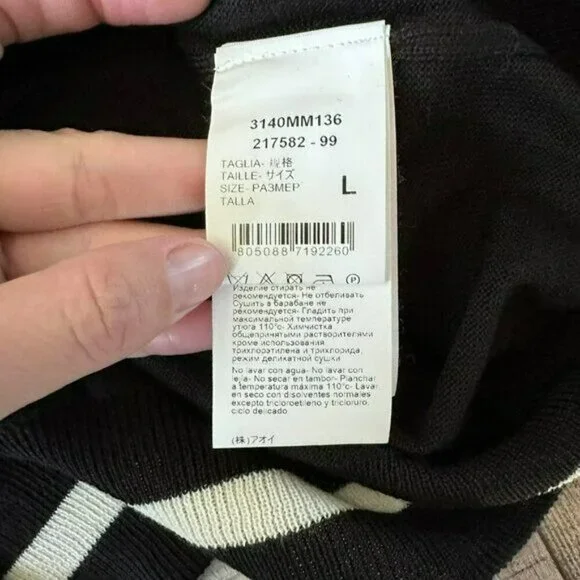 3140MM136
217582 - 99
TAGLIA- 規格
TAILLE- サイズ
SIZE- РАЗМЕР
TALLA
L
805088 7192260
P
Изделие стирать не
рекомендуется- Не отбеливать
Сушить в барабане не
рекомендуется- Гладить при
максимальной температуре
утюга 110°с- Химчистка
общепринятыми растворителями
кроме использования
трихлорэтилена и трихлорида,
режим деликатной сушки
No lavar con agua- No lavar con
lejia- No secar en tambor- Planchar
a temperatura máxima 110°c- Lavar
en seco con disolventes normales
excepto tricloroetileno y tricloruro,
ciclo delicado
(株)アオイ